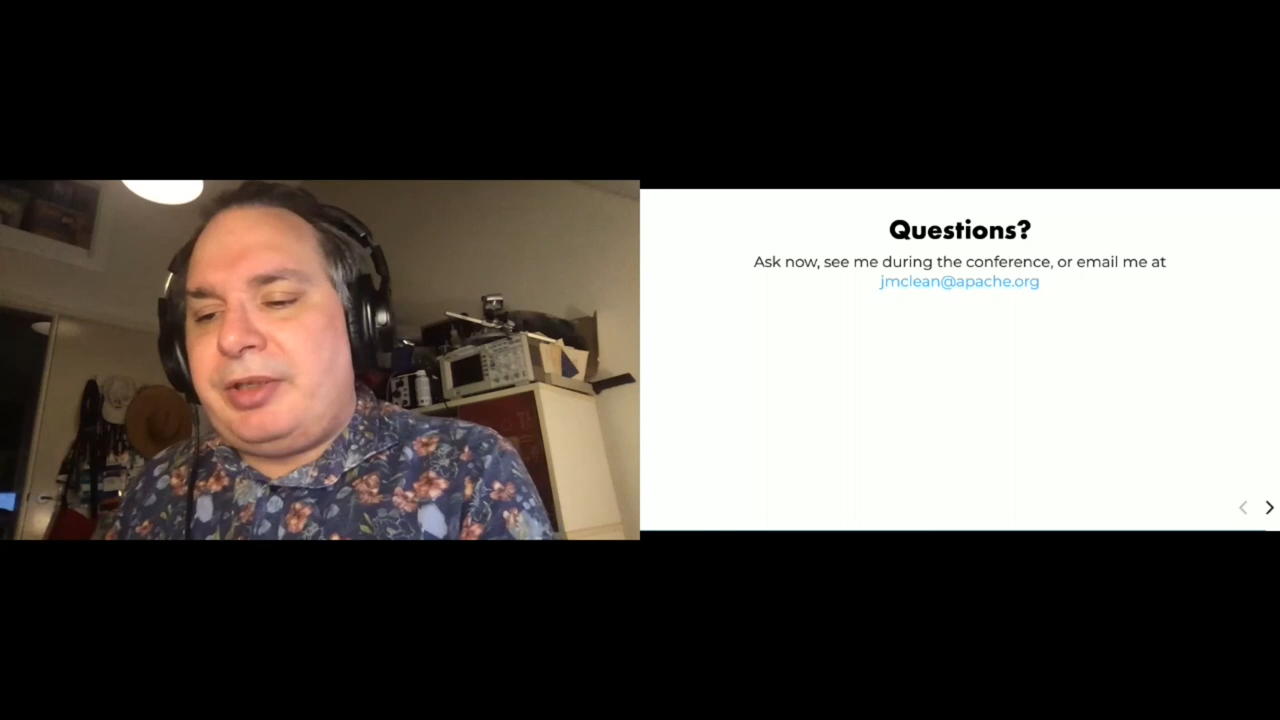 Questions?
Ask now, see me during the conference, or email me at
jmclean@apache.org